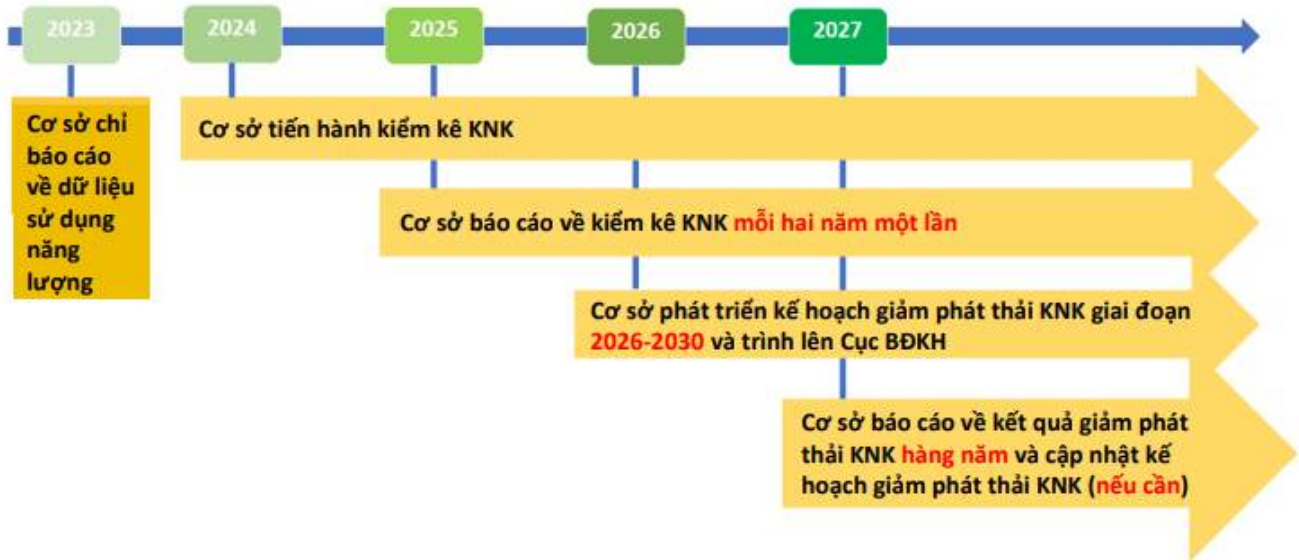 2023
2024
2025
2026
2027
Cơ sở chỉ
báo cáo
về dữ liệu
sử dụng
năng
lượng
Cơ sở tiến hành kiểm kê KNK
Cơ sở báo cáo về kiểm kê KNK mỗi hai năm một lần
Cơ sở phát triển kế hoạch giảm phát thải KNK giai đoạn
2026-2030 và trình lên Cục BĐKH
Cơ sở báo cáo về kết quả giảm phát
thải KNK hàng năm và cập nhật kế
hoạch giảm phát thải KNK (nếu cần)